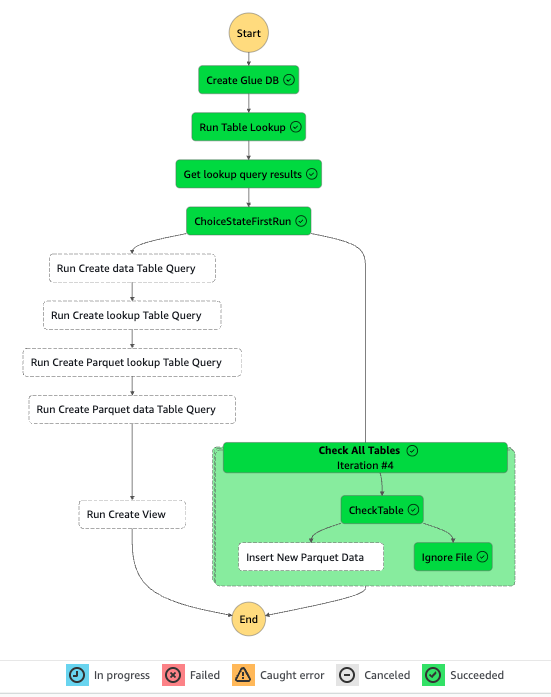 Start
Create Glue DB
Run Table Lookup
Get lookup query results
ChoiceStateFirstRun
Run Create data Table Query
Run Create lookup Table Query
Run Create Parquet lookup Table Query
Run Create Parquet data Table Query
Run Create View
Check All Tables
Iteration #4
CheckTable
Insert New Parquet Data
Ignore File
End
In progress
Failed
Caught error
Canceled
Succeeded